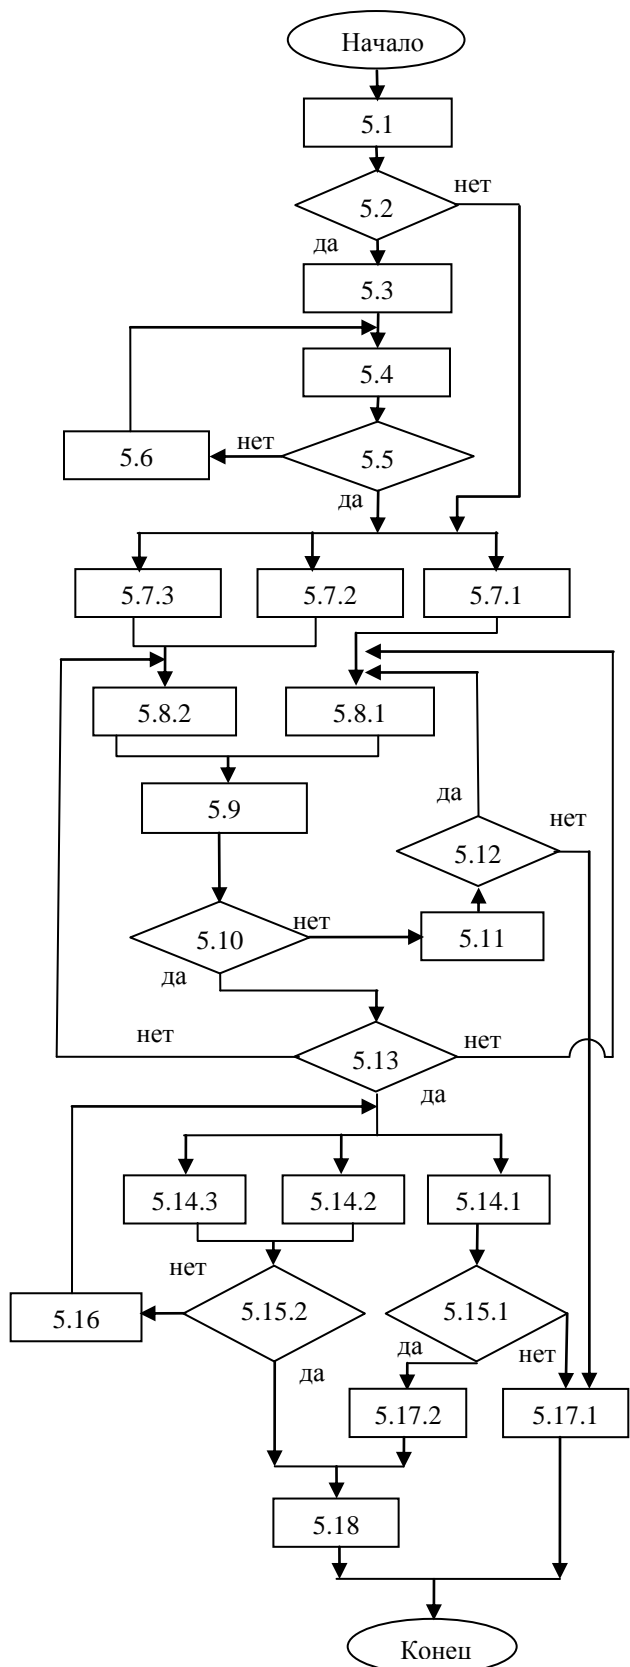 Начало
5.1
нет
5.2
да
5.3
5.4
нет
5.6
5.5
да
5.7.3
5.7.2
5.7.1
5.8.2
5.8.1
5.9
да
нет
5.12
нет
5.10
5.11
да
нет
нет
5.13
да
5.14.3
5.14.2
5.14.1
нет
5.15.2
5.15.1
5.16
да
нет
да
5.17.2
5.17.1
5.18
Конец